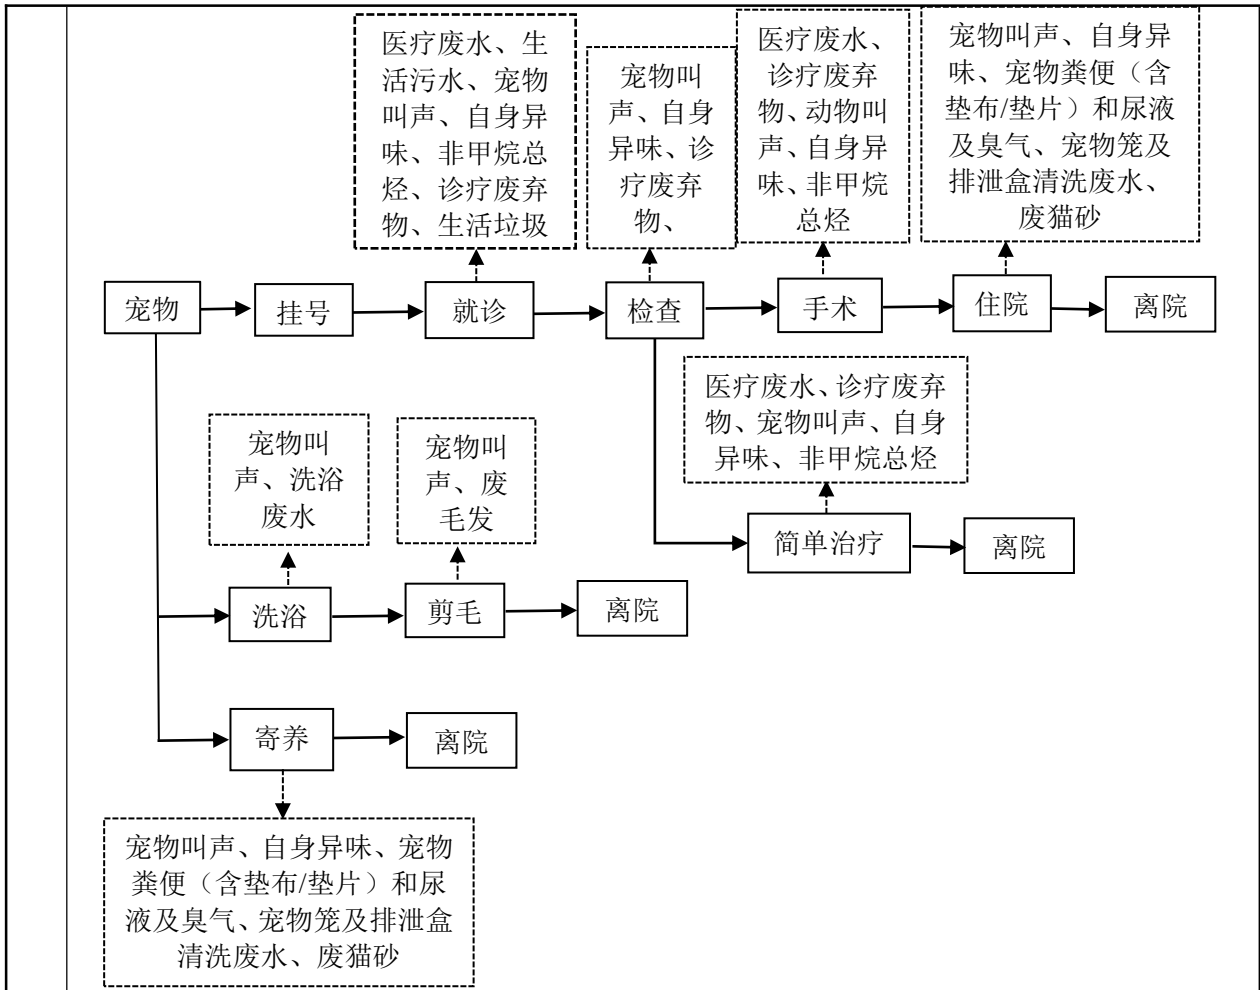 医疗废水、生
活污水、宠物
叫声、自身异
味、非甲烷总
烃、诊疗废弃
物、生活垃圾
宠物叫
声、自身
异味、诊
疗废弃
物、
医疗废水、
诊疗废弃
物、动物叫
声、自身异
味、非甲烷
总烃
宠物叫声、自身异
味、宠物粪便（含
垫布/垫片）和尿液
及臭气、宠物笼及
排泄盒清洗废水、
废猫砂
宠物
挂号
就诊
检查
手术
住院
离院
医疗废水、诊疗废弃
物、宠物叫声、自身
异味、非甲烷总烃
简单治疗
离院
宠物叫
声、洗浴
废水
宠物叫
声、废
毛发
洗浴
剪毛
离院
寄养
离院
宠物叫声、自身异味、宠物
粪便（含垫布/垫片）和尿
液及臭气、宠物笼及排泄盒
清洗废水、废猫砂